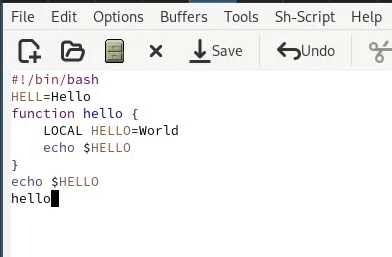 File Edit Options Buffers Tools Sh-Script Help
Save Undo
#!/bin/bash
HELL=Hello
function hello {
    LOCAL HELLO=World
    echo $HELLO
}
echo $HELLO
hello